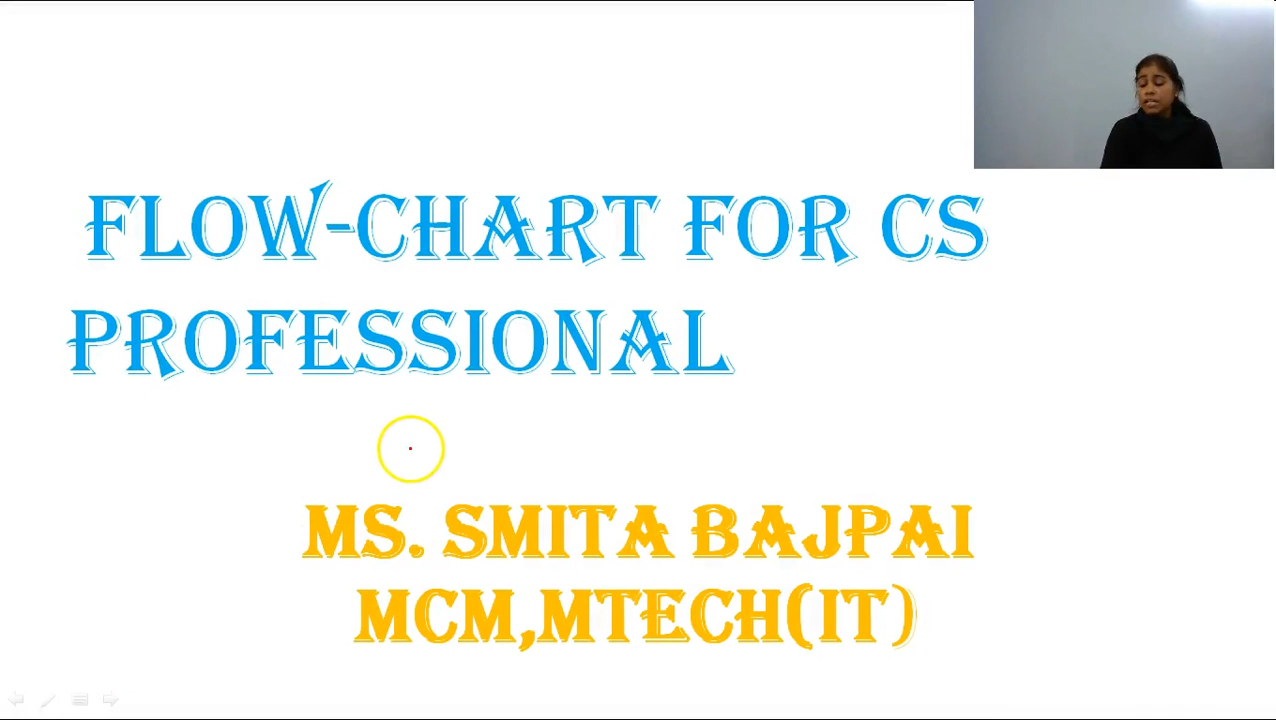 FLOW-CHART FOR CS
PROFESSIONAL
MS. SMITA BAJPAI
MCM,MTECH(IT)